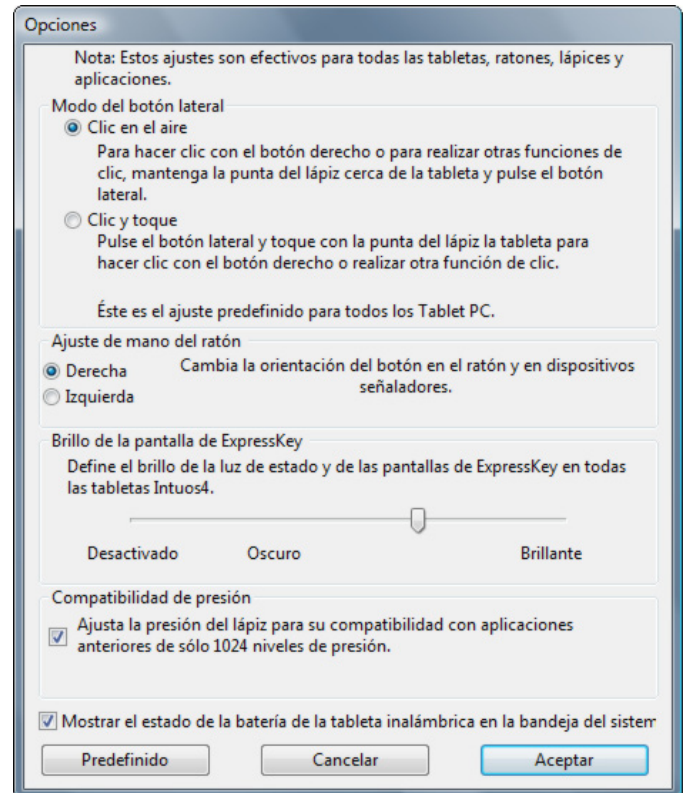 Opciones
Nota: Estos ajustes son efectivos para todas las tabletas, ratones, lápices y
aplicaciones.
Modo del botón lateral
Clic en el aire
Para hacer clic con el botón derecho o para realizar otras funciones de
clic, mantenga la punta del lápiz cerca de la tableta y pulse el botón
lateral.
Clic y toque
Pulse el botón lateral y toque con la punta del lápiz la tableta para
hacer clic con el botón derecho o realizar otra función de clic.
Éste es el ajuste predefinido para todos los Tablet PC.
Ajuste de mano del ratón
Derecha
Izquierda
Cambia la orientación del botón en el ratón y en dispositivos
señaladores.
Brillo de la pantalla de ExpressKey
Define el brillo de la luz de estado y de las pantallas de ExpressKey en todas
las tabletas Intuos4.
Desactivado Oscuro Brillante
Compatibilidad de presión
Ajusta la presión del lápiz para su compatibilidad con aplicaciones
anteriores de sólo 1024 niveles de presión.
Mostrar el estado de la batería de la tableta inalámbrica en la bandeja del sistem
Predefinido Cancelar Aceptar